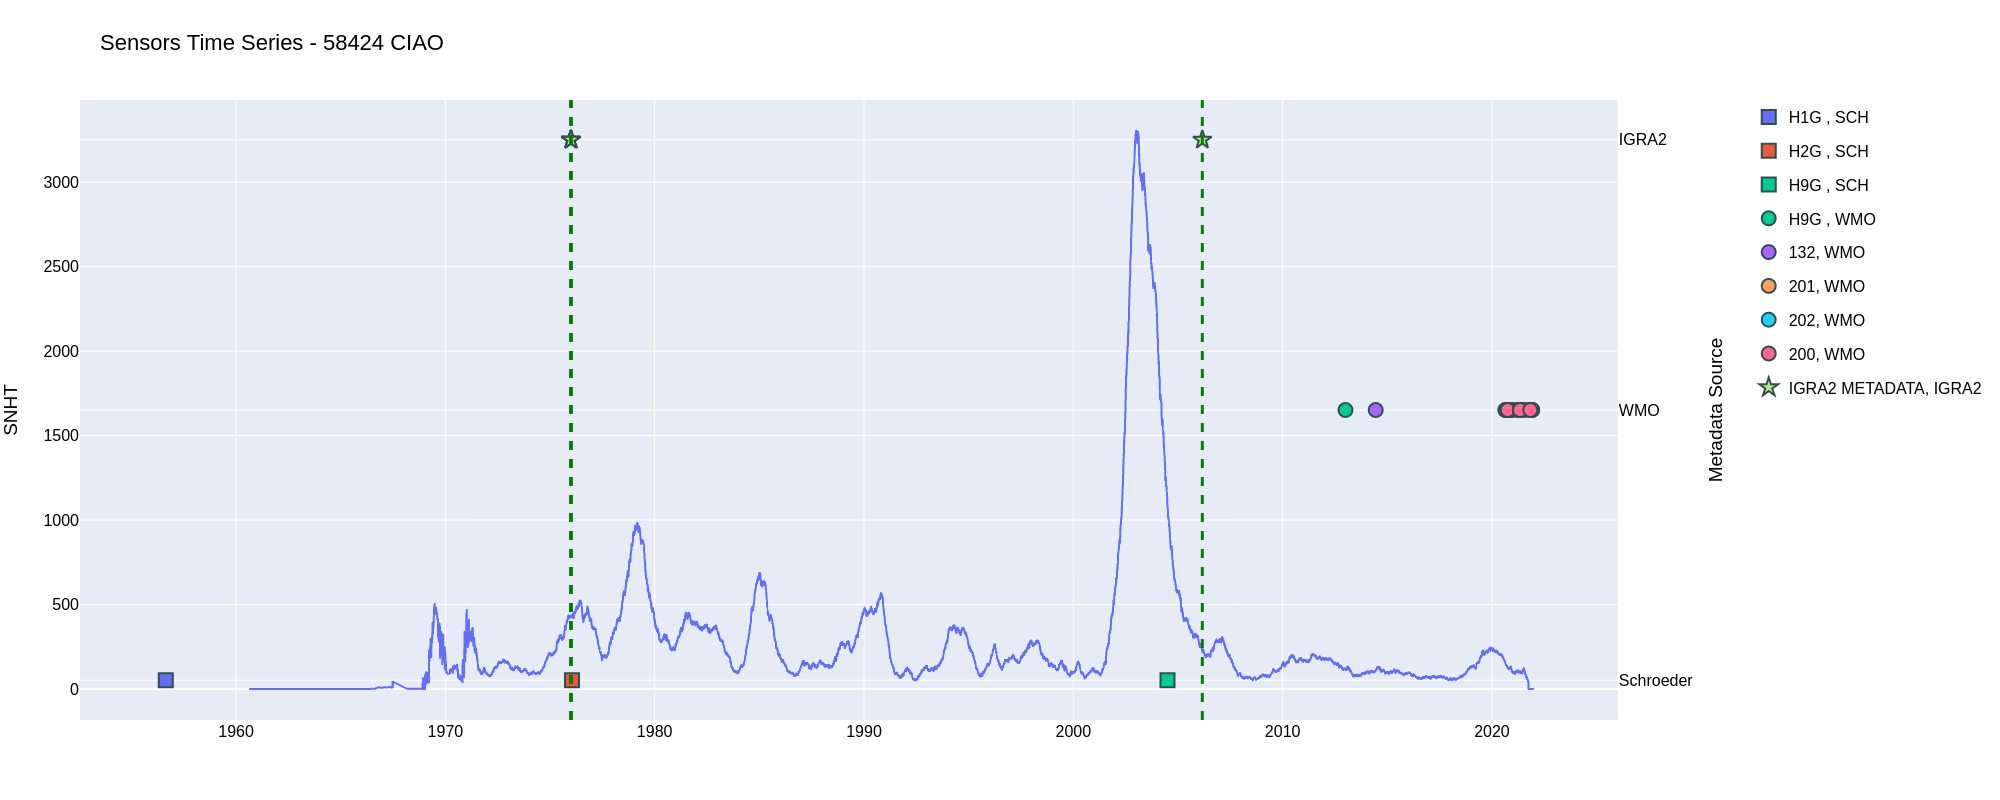 Sensors Time Series - 58424 CIAO
SNHT
3000
2500
2000
1500
1000
500
0
1960
1970
1980
1990
2000
2010
2020
IGRA2
WMO
Schroeder
Metadata Source
H1G , SCH
H2G , SCH
H9G , SCH
H9G , WMO
132, WMO
201, WMO
202, WMO
200, WMO
IGRA2 METADATA, IGRA2